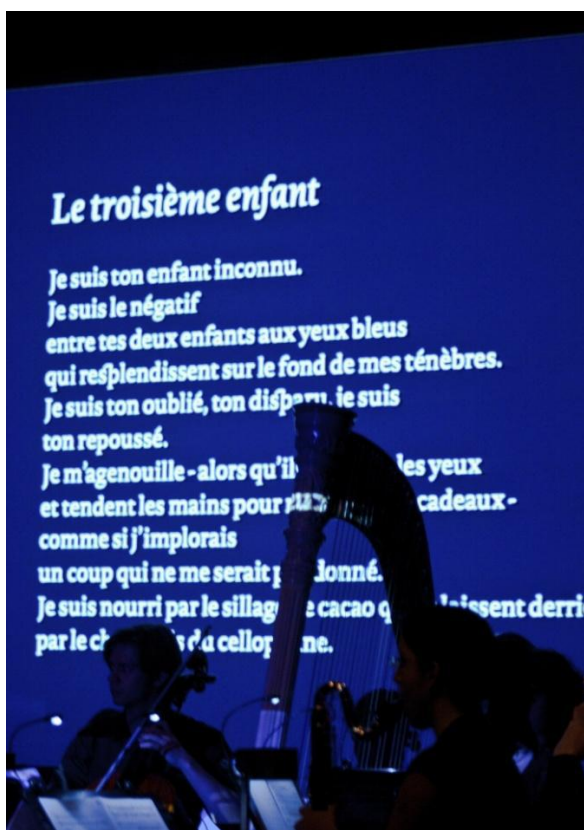 Le troisième enfant
Je suis ton enfant inconnu.
Je suis le négatif
entre tes deux enfants aux yeux bleus
qui resplendissent sur le fond de mes ténèbres.
Je suis ton oublié, ton disparu, je suis
ton repoussé.
Je m'agenouille - alors qu'il les yeux
et tendent les mains pour cadeaux -
comme si j'implorais
un coup qui ne me serait donné.
Je suis nourri par le sillage cacao laissent derri
par le du